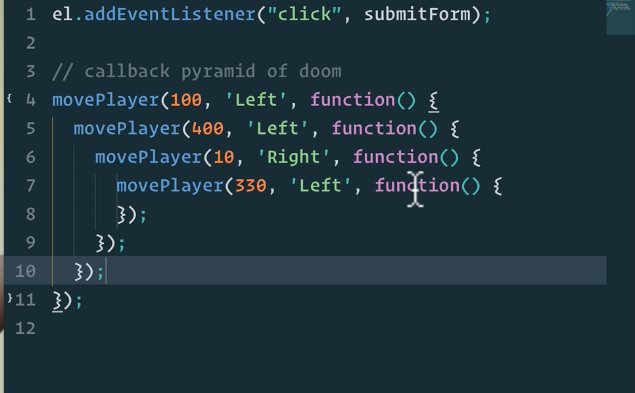 1 el.addEventListener("click", submitForm);
2
3 // callback pyramid of doom
4 movePlayer(100, 'Left', function() {
5   movePlayer(400, 'Left', function() {
6     movePlayer(10, 'Right', function() {
7       movePlayer(330, 'Left', function() {
8       });
9     });
10   });
11 });
12